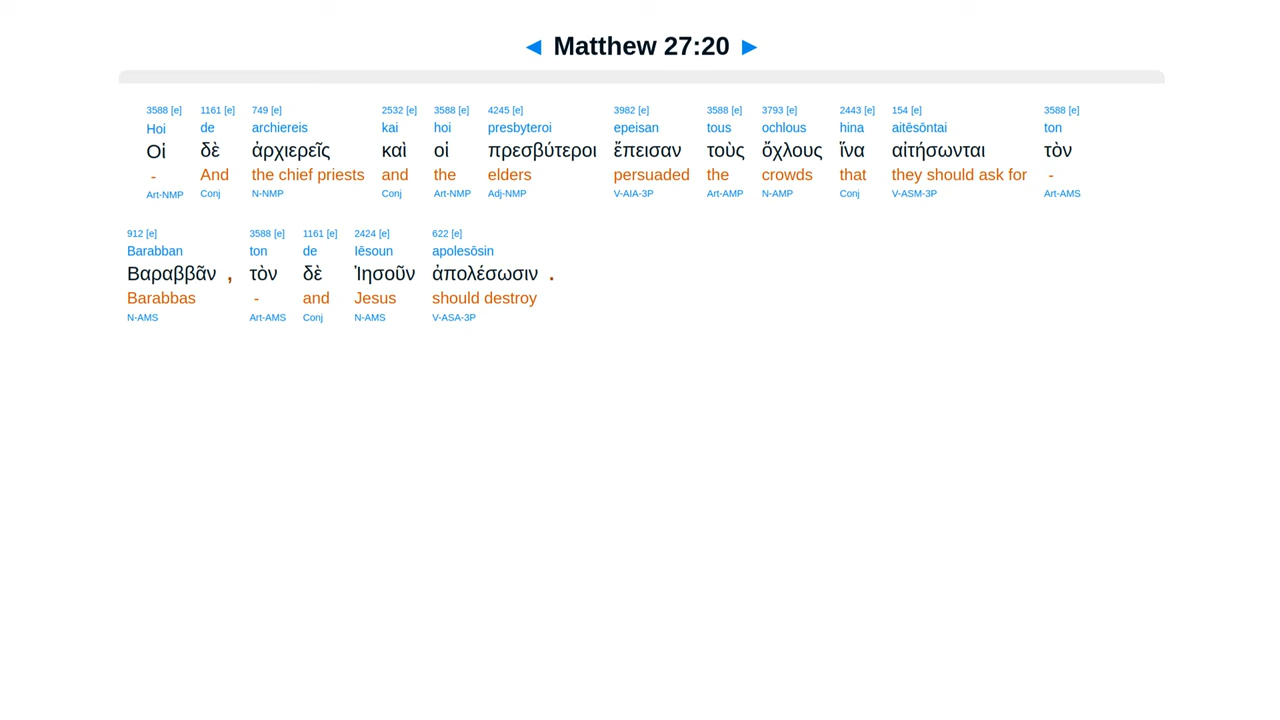 ◄ Matthew 27:20 ►
3588 [e] 1161 [e] 749 [e] 2532 [e] 3588 [e] 4245 [e] 3982 [e] 3588 [e] 3793 [e] 2443 [e] 154 [e] 3588 [e]
Hoi de archiereis kai hoi presbyteroi epeisan tous ochlous hina aitēsōntai ton
Οἱ δὲ ἀρχιερεῖς καὶ οἱ πρεσβύτεροι ἔπεισαν τοὺς ὄχλους ἵνα αἰτήσωνται τὸν
- And the chief priests and the elders persuaded the crowds that they should ask for -
Art-NMP Conj N-NMP Conj Art-NMP Adj-NMP V-AIA-3P Art-AMP N-AMP Conj V-ASM-3P Art-AMS
912 [e] 3588 [e] 1161 [e] 2424 [e] 622 [e]
Barabban ton de Iēsoun apolesōsin
Βαραββᾶν , τὸν δὲ Ἰησοῦν ἀπολέσωσιν .
Barabbas - and Jesus should destroy
N-AMS Art-AMS Conj N-AMS V-ASA-3P